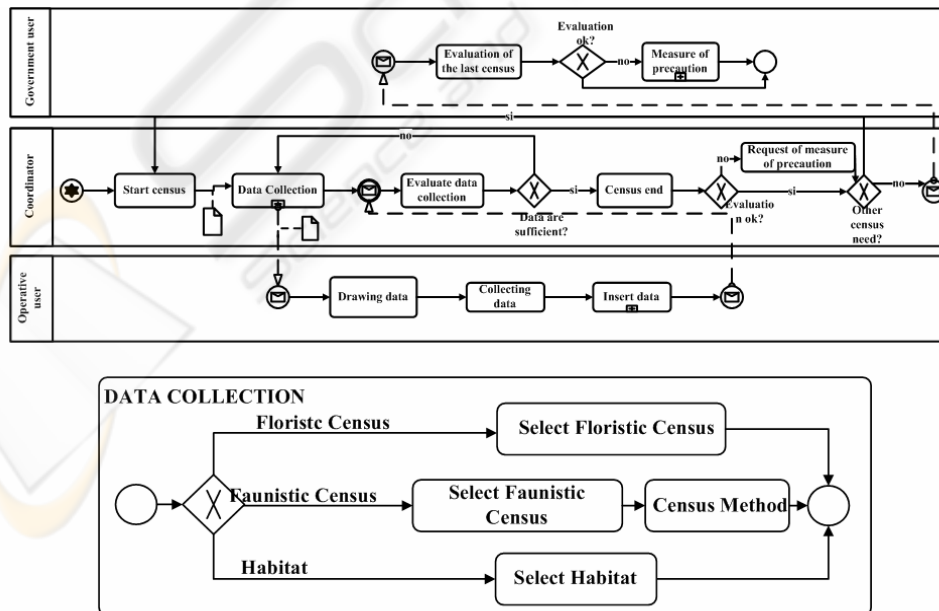 Government user
Evaluation of
the last census
Evaluation
ok?
no
Measure of
precaution
si
Coordinator
Start census
Data Collection
no
Evaluate data
collection
Data are
sufficient?
si
Census end
Evaluatio
n ok?
no
Request of measure
of precaution
si
Other
census
need?
no
Operative
user
Drawing data
Collecting
data
Insert data
DATA COLLECTION
Floristc Census
Select Floristic Census
Faunistic Census
Select Faunistic
Census
Census Method
Habitat
Select Habitat